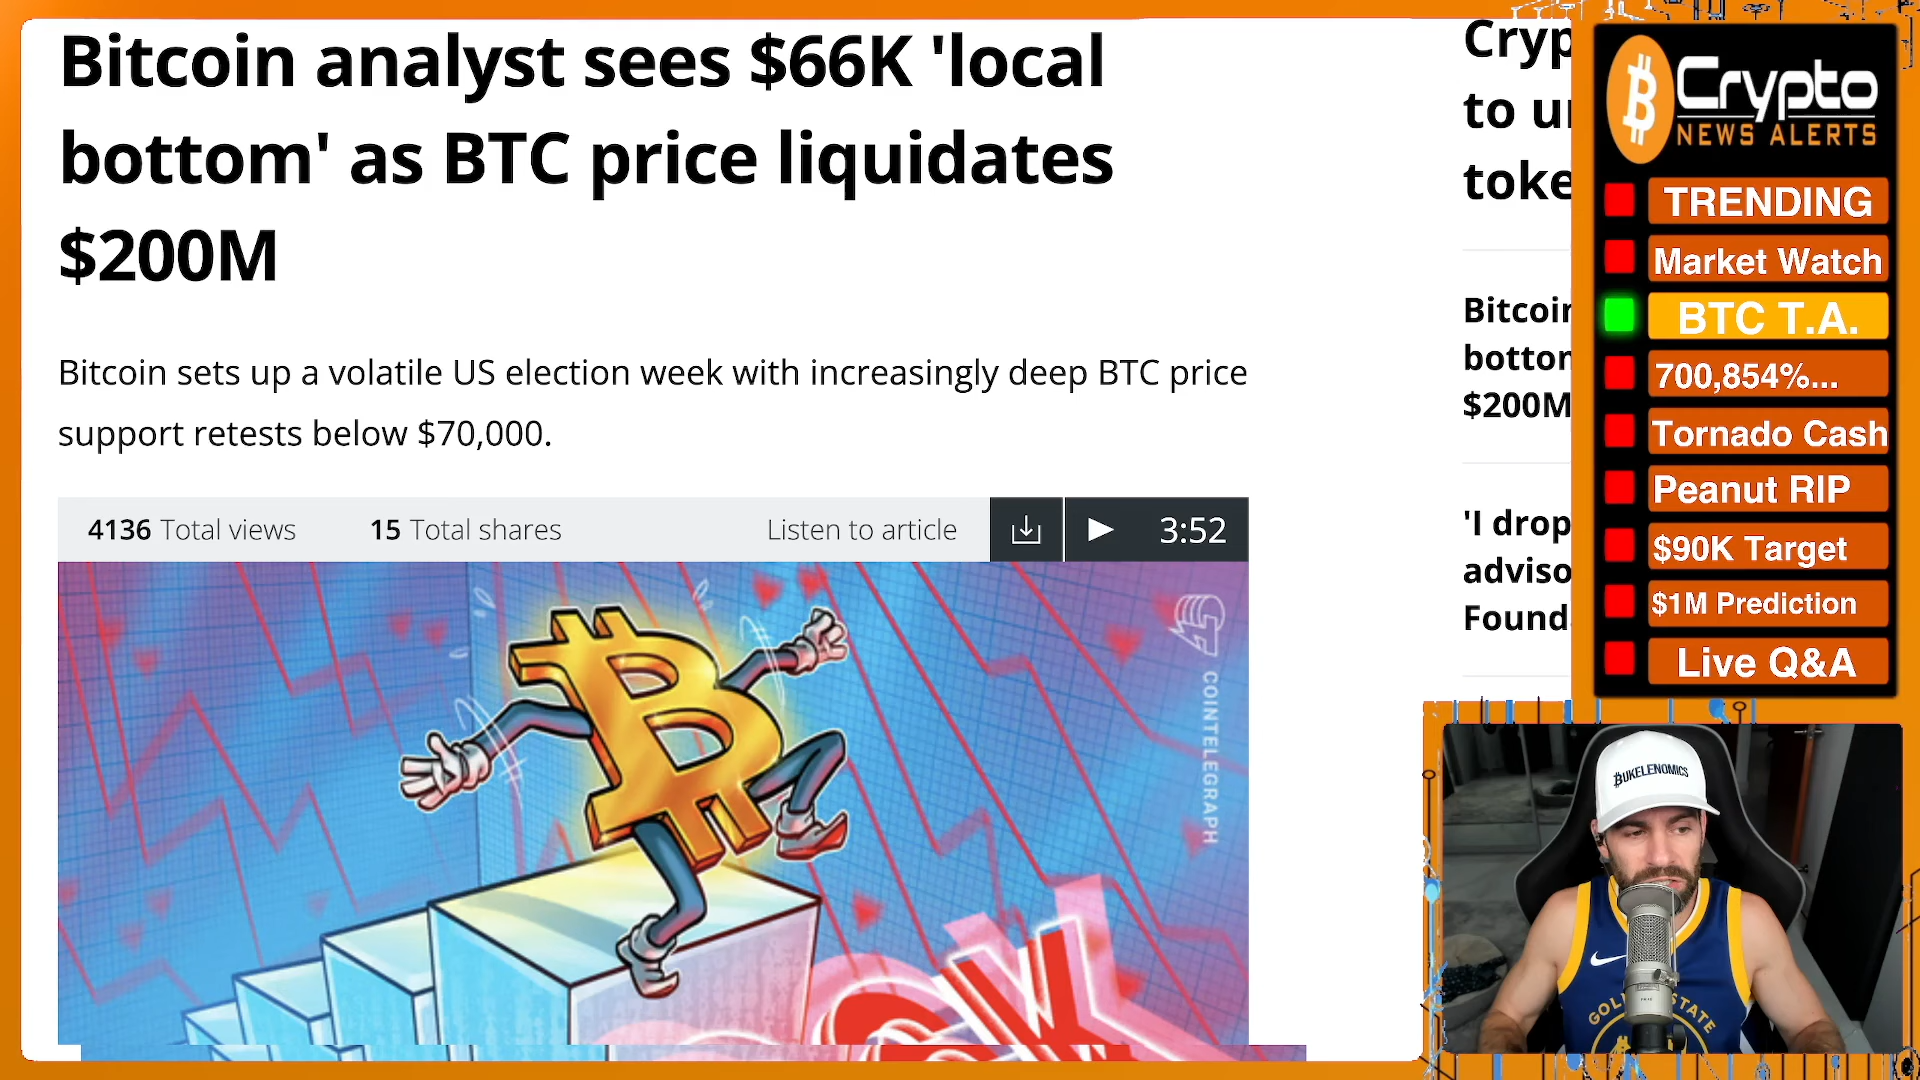 Bitcoin analyst sees $66K 'local
bottom' as BTC price liquidates
$200M
Bitcoin sets up a volatile US election week with increasingly deep BTC price
support retests below $70,000.
4136 Total views
15 Total shares
Listen to article
3:52
COINTELEGRAPH
Cryp
to u
toke
Bitcoin
bottom
$200M
'I drop
adviso
Found
Crypto
NEWS ALERTS
TRENDING
Market Watch
BTC T.A.
700,854%...
Tornado Cash
Peanut RIP
$90K Target
$1M Prediction
Live Q&A
BUKELENOMICS
GOLDEN STATE